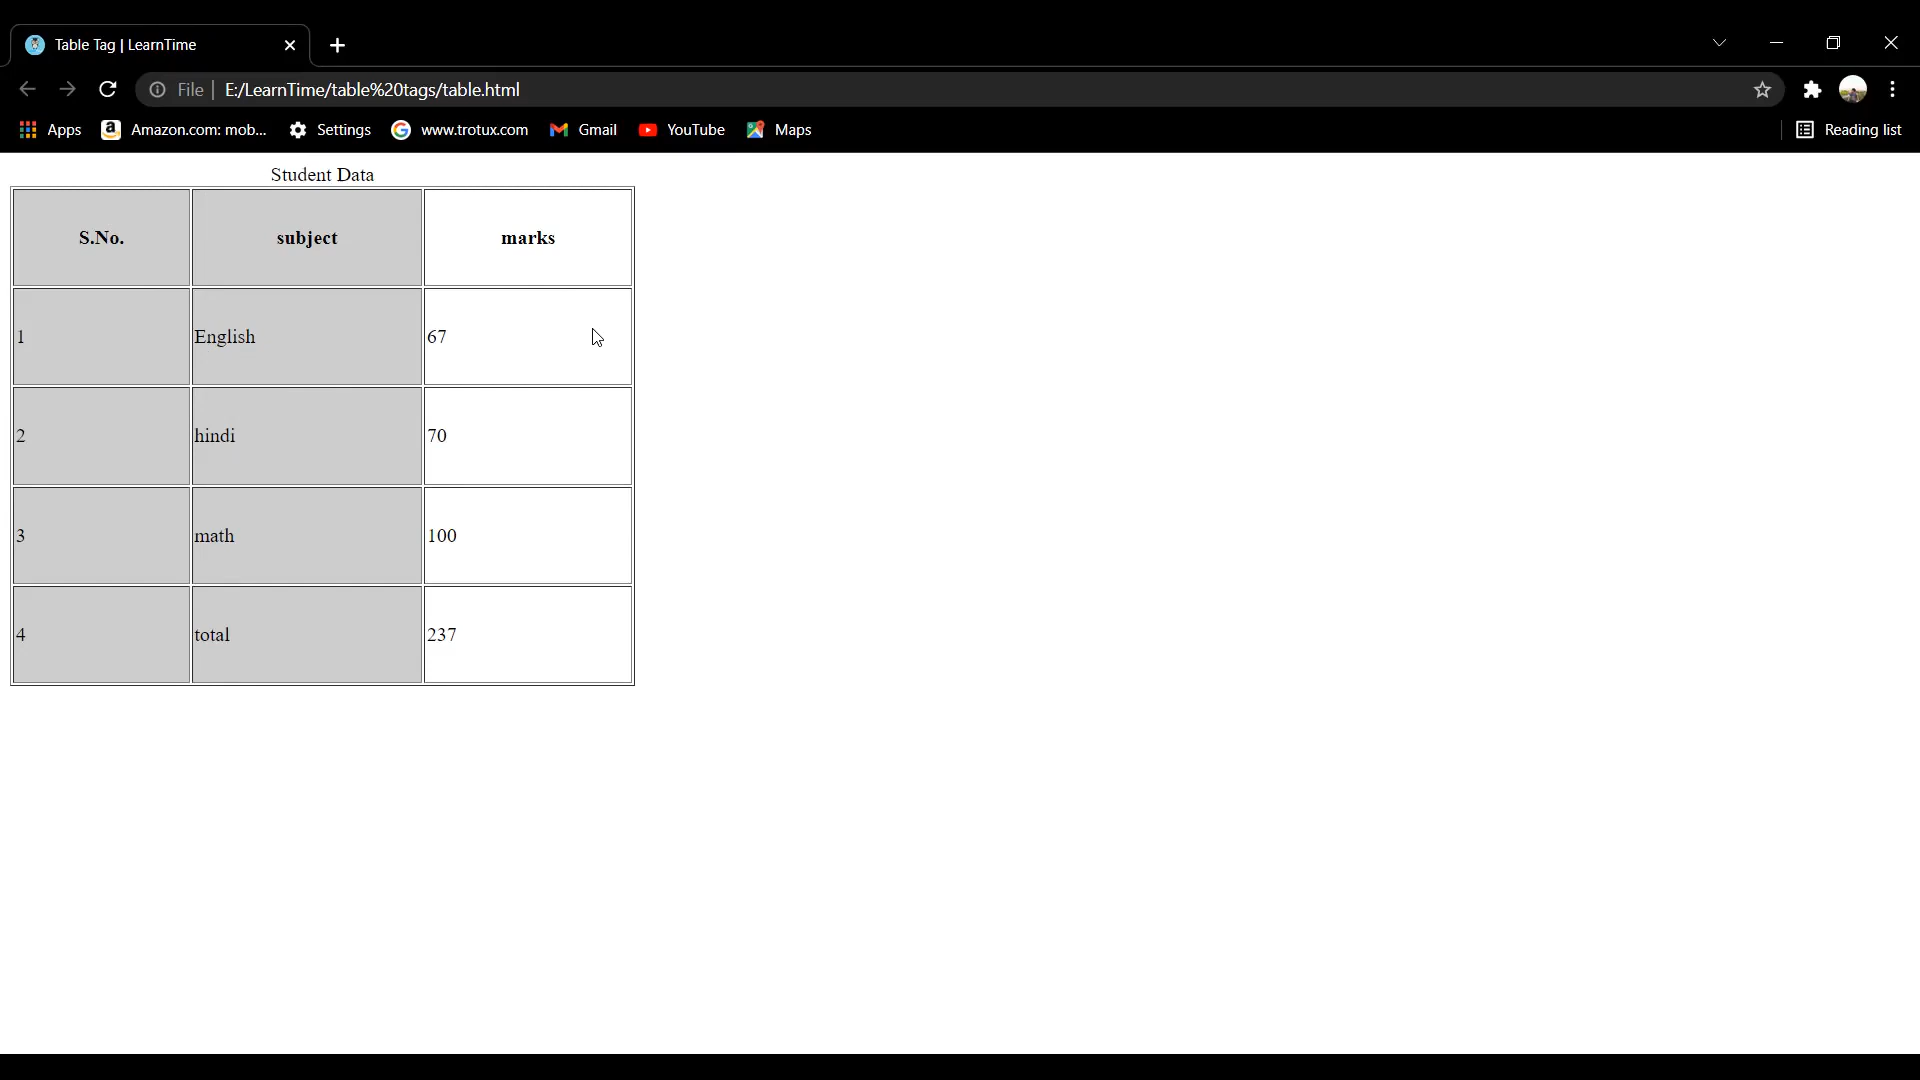 Table Tag | LearnTime
File | E:/LearnTime/table%20tags/table.html
Apps Amazon.com: mob... Settings www.trotux.com Gmail YouTube Maps Reading list
Student Data
S.No. subject marks
1 English 67
2 hindi 70
3 math 100
4 total 237